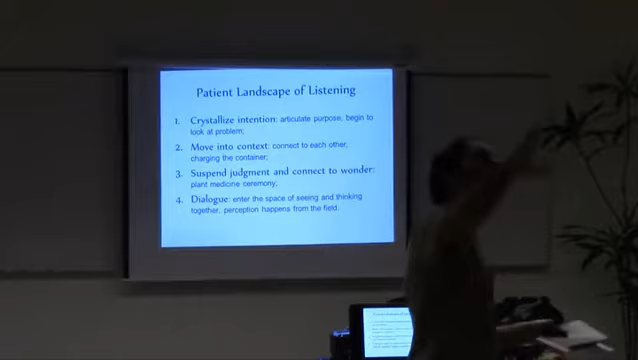 Patient Landscape of Listening
1. Crystallize intention: articulate purpose, begin to
look at problem;
2. Move into context: connect to each other,
charging the container;
3. Suspend judgment and connect to wonder:
plant medicine ceremony;
4. Dialogue: enter the space of seeing and thinking
together, perception happens from the field.